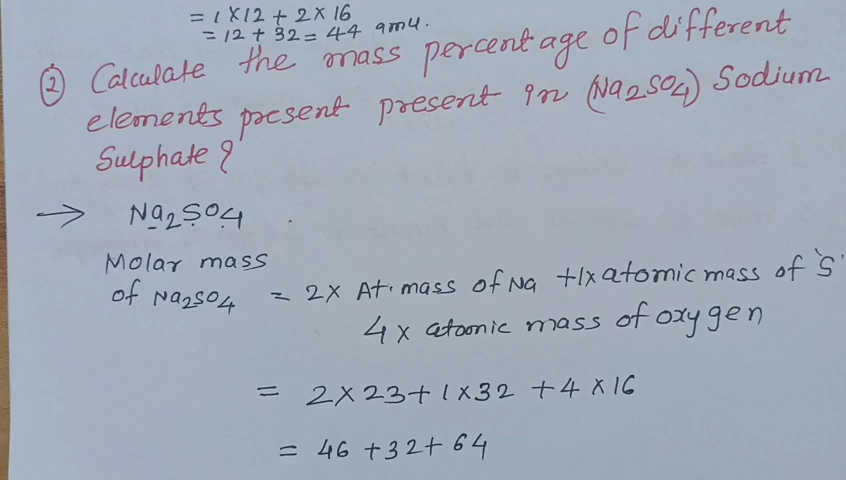 = 1 × 12 + 2 × 16
= 12 + 32 = 44 amu.
② Calculate the mass percentage of different
elements present present in (Na2SO4) Sodium
Sulphate?
→ Na2SO4 .
Molar mass
of Na2SO4 = 2× At. mass of Na +1× atomic mass of 'S'
4 × atomic mass of oxygen
= 2×23+1×32 +4×16
= 46 +32+ 64